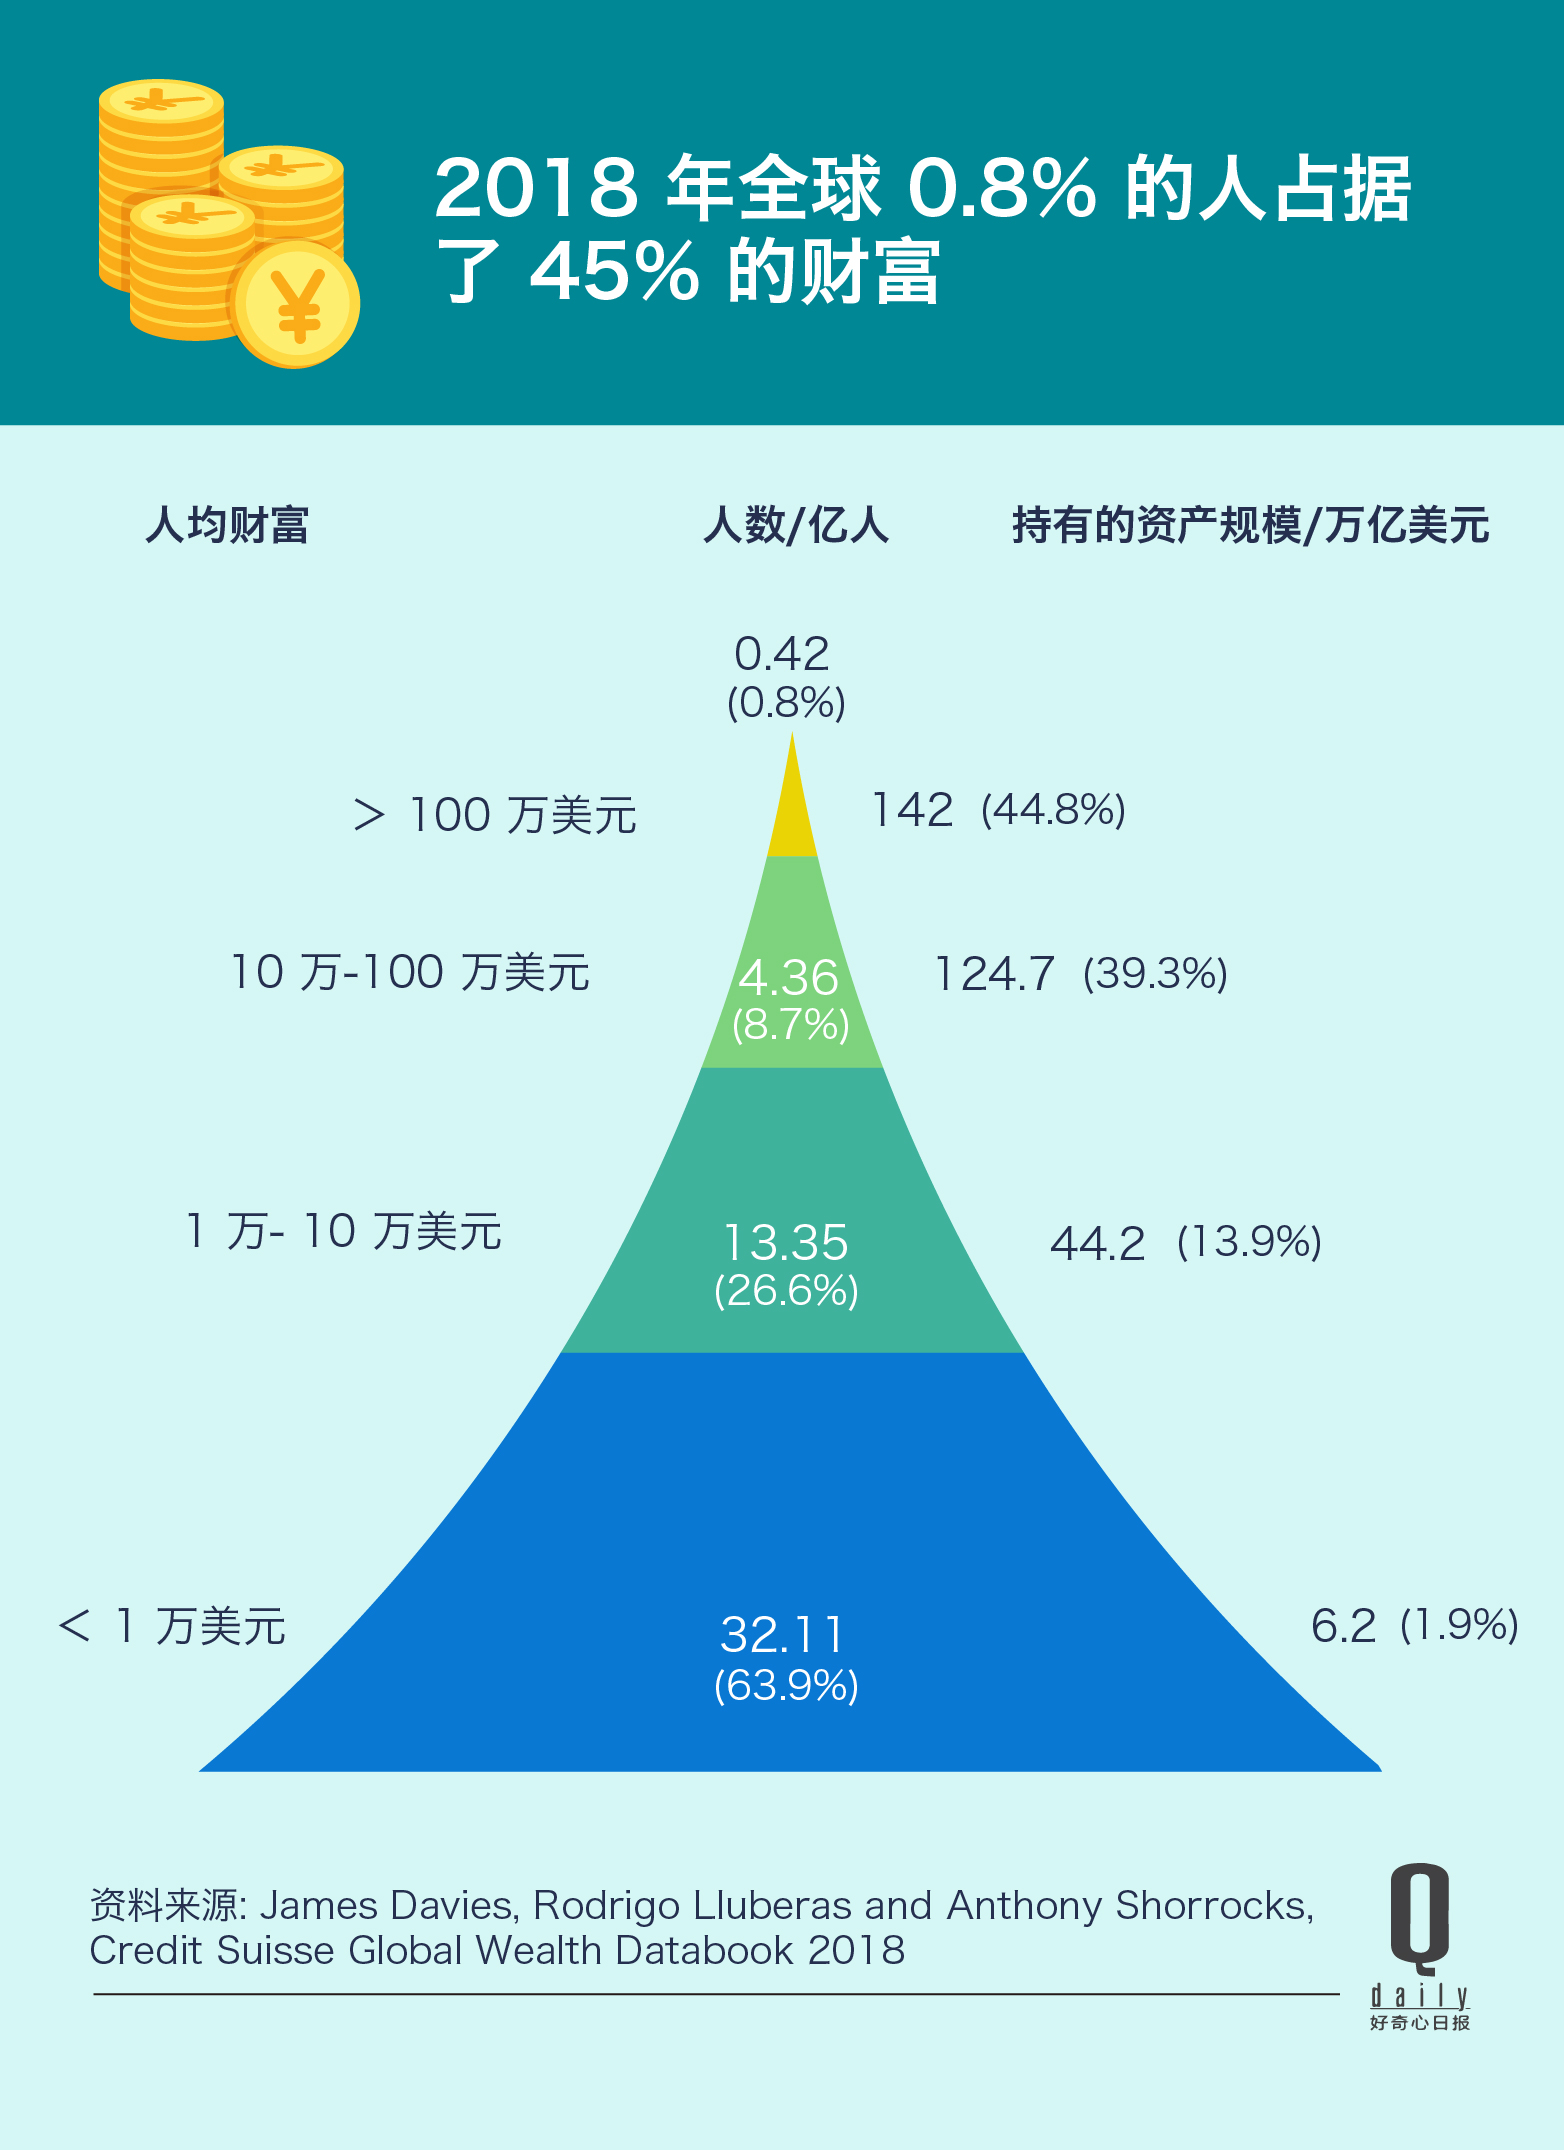 2018 年全球 0.8% 的人占据
了 45% 的财富
¥
人均财富 人数/亿人 持有的资产规模/万亿美元
0.42
(0.8%)
> 100 万美元 142 (44.8%)
10 万-100 万美元 4.36 124.7 (39.3%)
(8.7%)
1 万- 10 万美元 13.35 44.2 (13.9%)
(26.6%)
< 1 万美元 32.11 6.2 (1.9%)
(63.9%)
资料来源: James Davies, Rodrigo Lluberas and Anthony Shorrocks,
Credit Suisse Global Wealth Databook 2018
Q
daily
好奇心日报